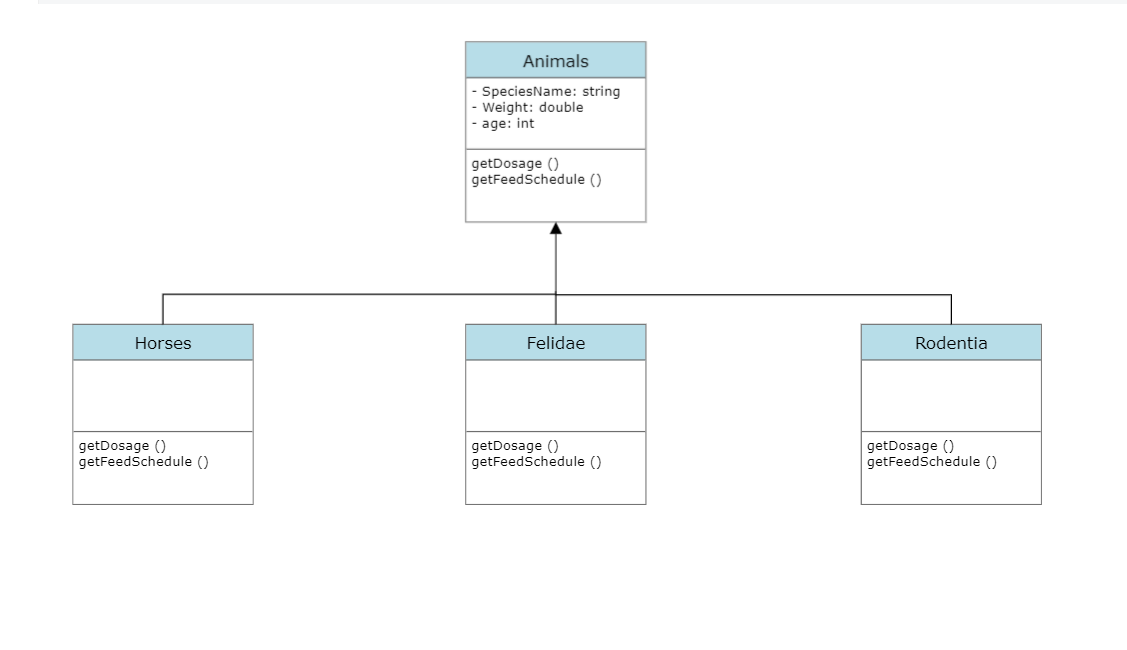 Animals
- SpeciesName: string
- Weight: double
- age: int
getDosage ()
getFeedSchedule ()
Horses
getDosage ()
getFeedSchedule ()
Felidae
getDosage ()
getFeedSchedule ()
Rodentia
getDosage ()
getFeedSchedule ()